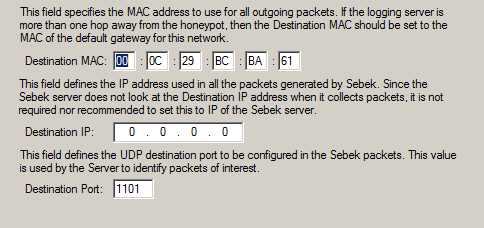 This field specifies the MAC address to use for all outgoing packets. If the logging server is
more than one hop away from the honeypot, then the Destination MAC should be set to the
MAC of the default gateway for this network.
Destination MAC: 00 : 0C : 29 : BC : BA : 61
This field defines the IP address used in all the packets generated by Sebek. Since the
Sebek server does not look at the Destination IP address when it collects packets, it is not
required nor recommended to set this to IP of the Sebek server.
Destination IP: 0 . 0 . 0 . 0
This field defines the UDP destination port to be configured in the Sebek packets. This value
is used by the Server to identify packets of interest.
Destination Port: 1101